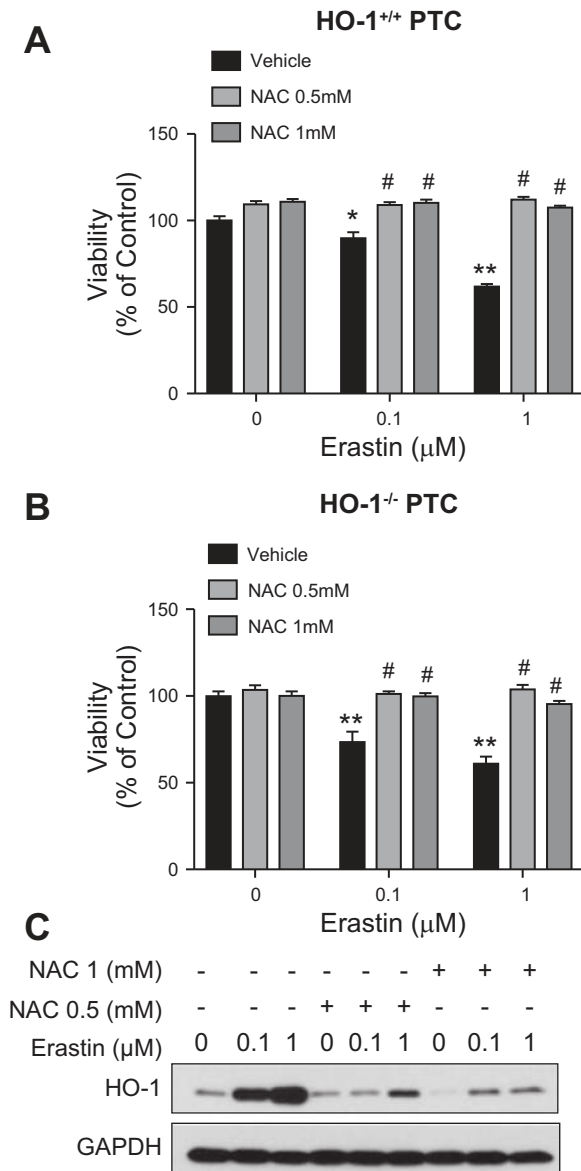 A
HO-1+/+ PTC
Vehicle
NAC 0.5mM
NAC 1mM
Viability
(% of Control)
150
100
50
0
# # # #
* **
0 0.1 1
Erastin (μM)
B
HO-1-/- PTC
Vehicle
NAC 0.5mM
NAC 1mM
Viability
(% of Control)
150
100
50
0
# # # #
** **
0 0.1 1
Erastin (μM)
C
NAC 1 (mM) - - - - - - + + +
NAC 0.5 (mM) - - - + + + - - -
Erastin (μM) 0 0.1 1 0 0.1 1 0 0.1 1
HO-1
GAPDH